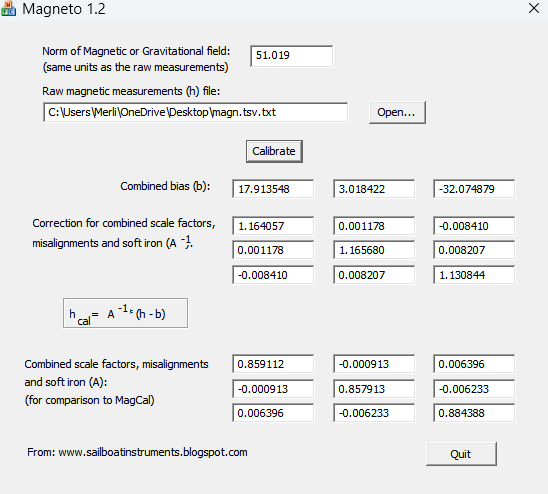 Magneto 1.2
Norm of Magnetic or Gravitational field: 51.019
(same units as the raw measurements)
Raw magnetic measurements (h) file:
C:\Users\Merli\OneDrive\Desktop\magn.tsv.txt Open...
Calibrate
Combined bias (b): 17.913548 3.018422 -32.074879
Correction for combined scale factors, 1.164057 0.001178 -0.008410
misalignments and soft iron (A -1): 0.001178 1.165680 0.008207
-0.008410 0.008207 1.130844
h cal = A -1 * (h - b)
Combined scale factors, misalignments 0.859112 -0.000913 0.006396
and soft iron (A): -0.000913 0.857913 -0.006233
(for comparison to MagCal) 0.006396 -0.006233 0.884388
From: www.sailboatinstruments.blogspot.com Quit